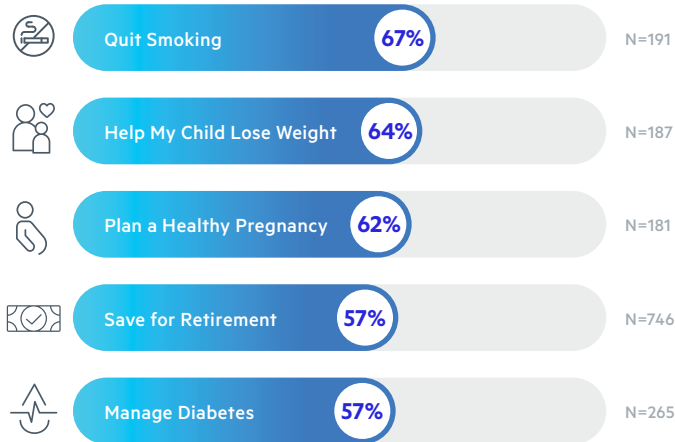 Quit Smoking 67% N=191
Help My Child Lose Weight 64% N=187
Plan a Healthy Pregnancy 62% N=181
Save for Retirement 57% N=746
Manage Diabetes 57% N=265